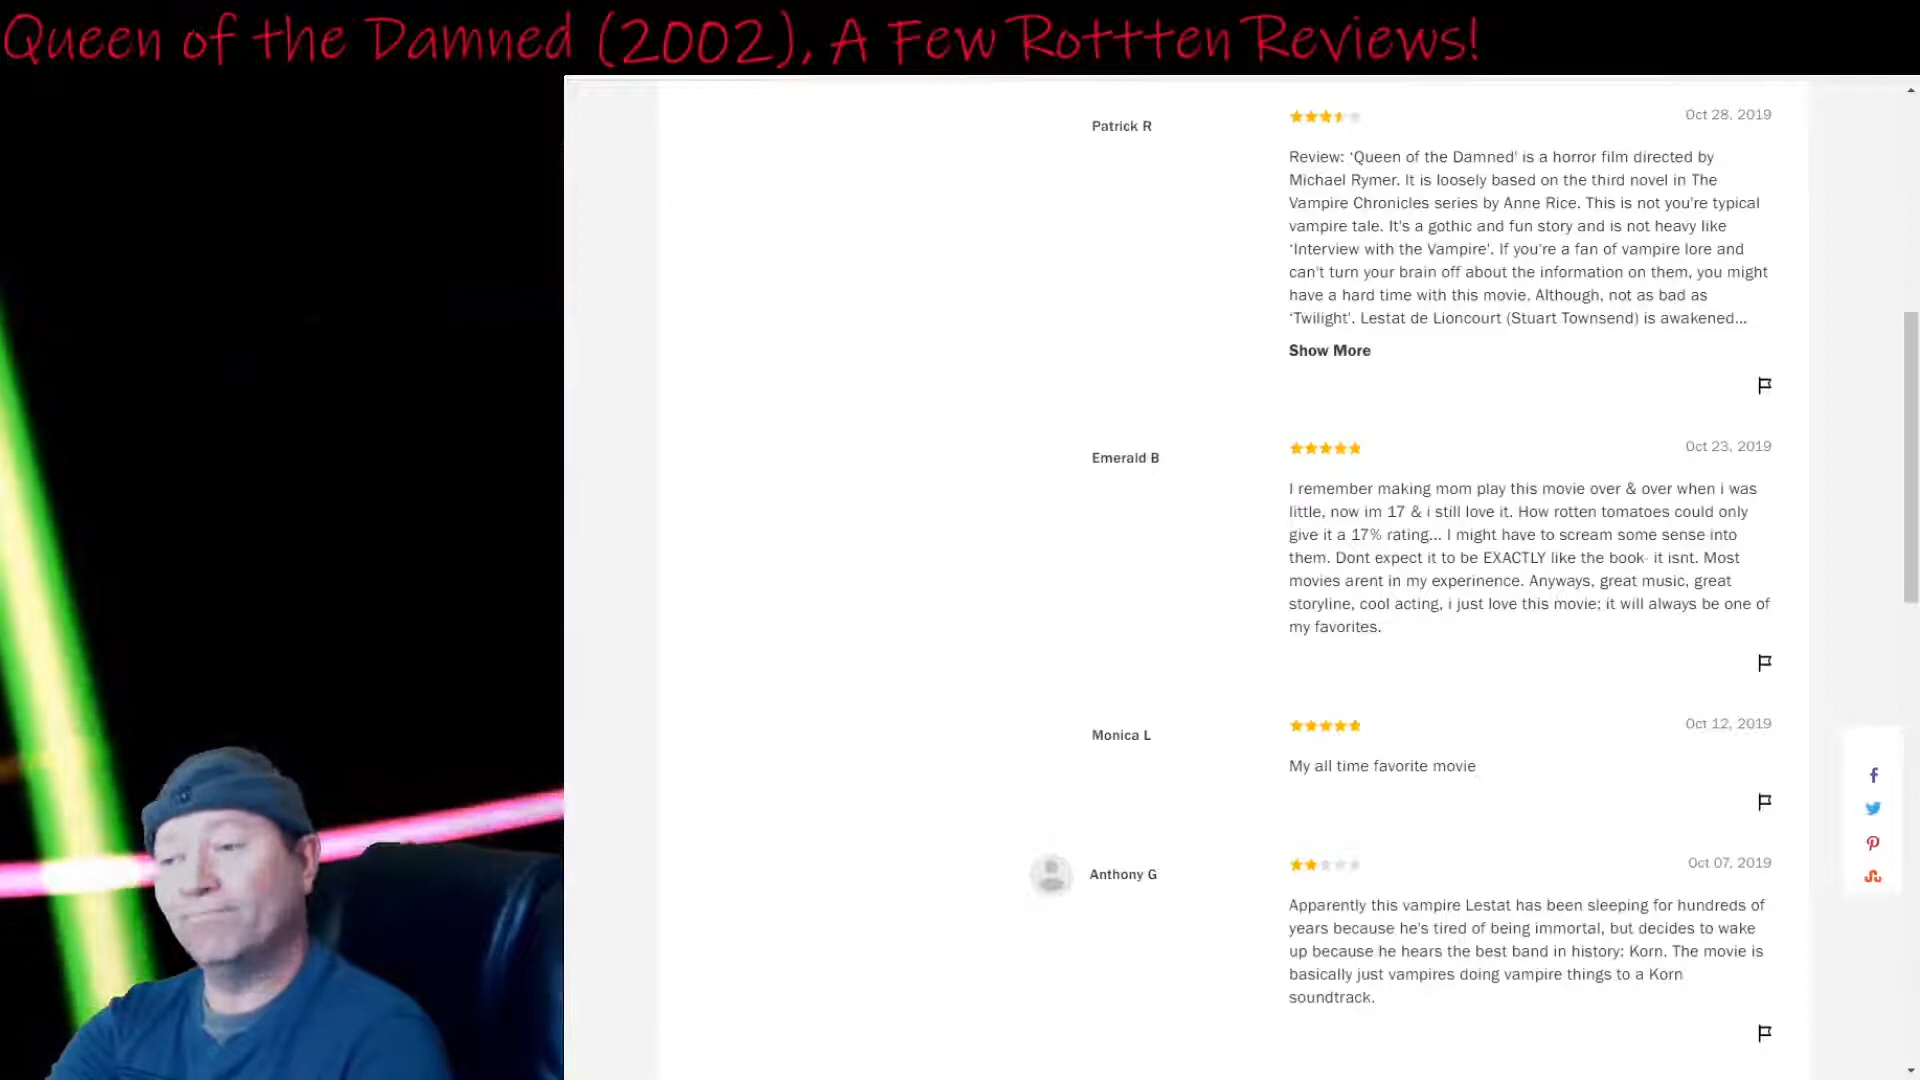 Queen of the Damned (2002), A Few Rottten Reviews!
Patrick R
Oct 28, 2019
Review: ‘Queen of the Damned' is a horror film directed by
Michael Rymer. It is loosely based on the third novel in The
Vampire Chronicles series by Anne Rice. This is not you're typical
vampire tale. It's a gothic and fun story and is not heavy like
‘Interview with the Vampire'. If you're a fan of vampire lore and
can't turn your brain off about the information on them, you might
have a hard time with this movie. Although, not as bad as
‘Twilight'. Lestat de Lioncourt (Stuart Townsend) is awakened...
Show More
Emerald B
Oct 23, 2019
I remember making mom play this movie over & over when i was
little, now im 17 & i still love it. How rotten tomatoes could only
give it a 17% rating... I might have to scream some sense into
them. Dont expect it to be EXACTLY like the book- it isnt. Most
movies arent in my experinence. Anyways, great music, great
storyline, cool acting, i just love this movie; it will always be one of
my favorites.
Monica L
Oct 12, 2019
My all time favorite movie
Anthony G
Oct 07, 2019
Apparently this vampire Lestat has been sleeping for hundreds of
years because he's tired of being immortal, but decides to wake
up because he hears the best band in history; Korn. The movie is
basically just vampires doing vampire things to a Korn
soundtrack.